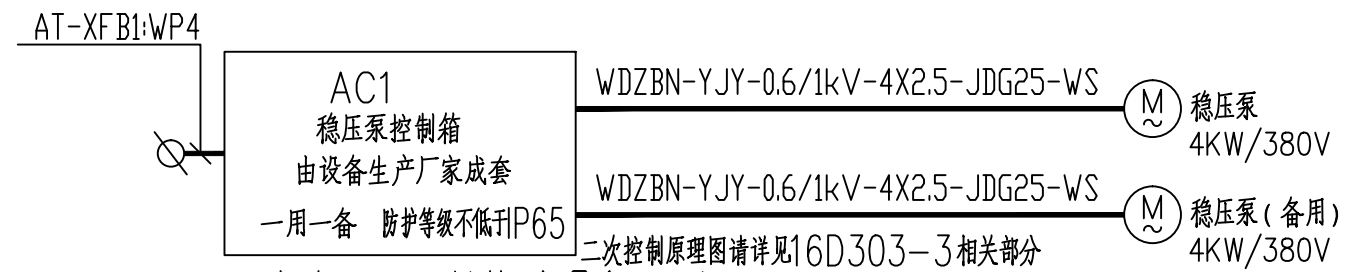 AT-XFB1:WP4
AC1
稳压泵控制箱
由设备生产厂家成套
一用一备 防护等级不低于IP65
WDZBN-YJY-0.6/1kV-4X2.5-JDG25-WS
M
~
稳压泵
4KW/380V
WDZBN-YJY-0.6/1kV-4X2.5-JDG25-WS
M
~
稳压泵(备用)
4KW/380V
二次控制原理图请详见16D303-3相关部分